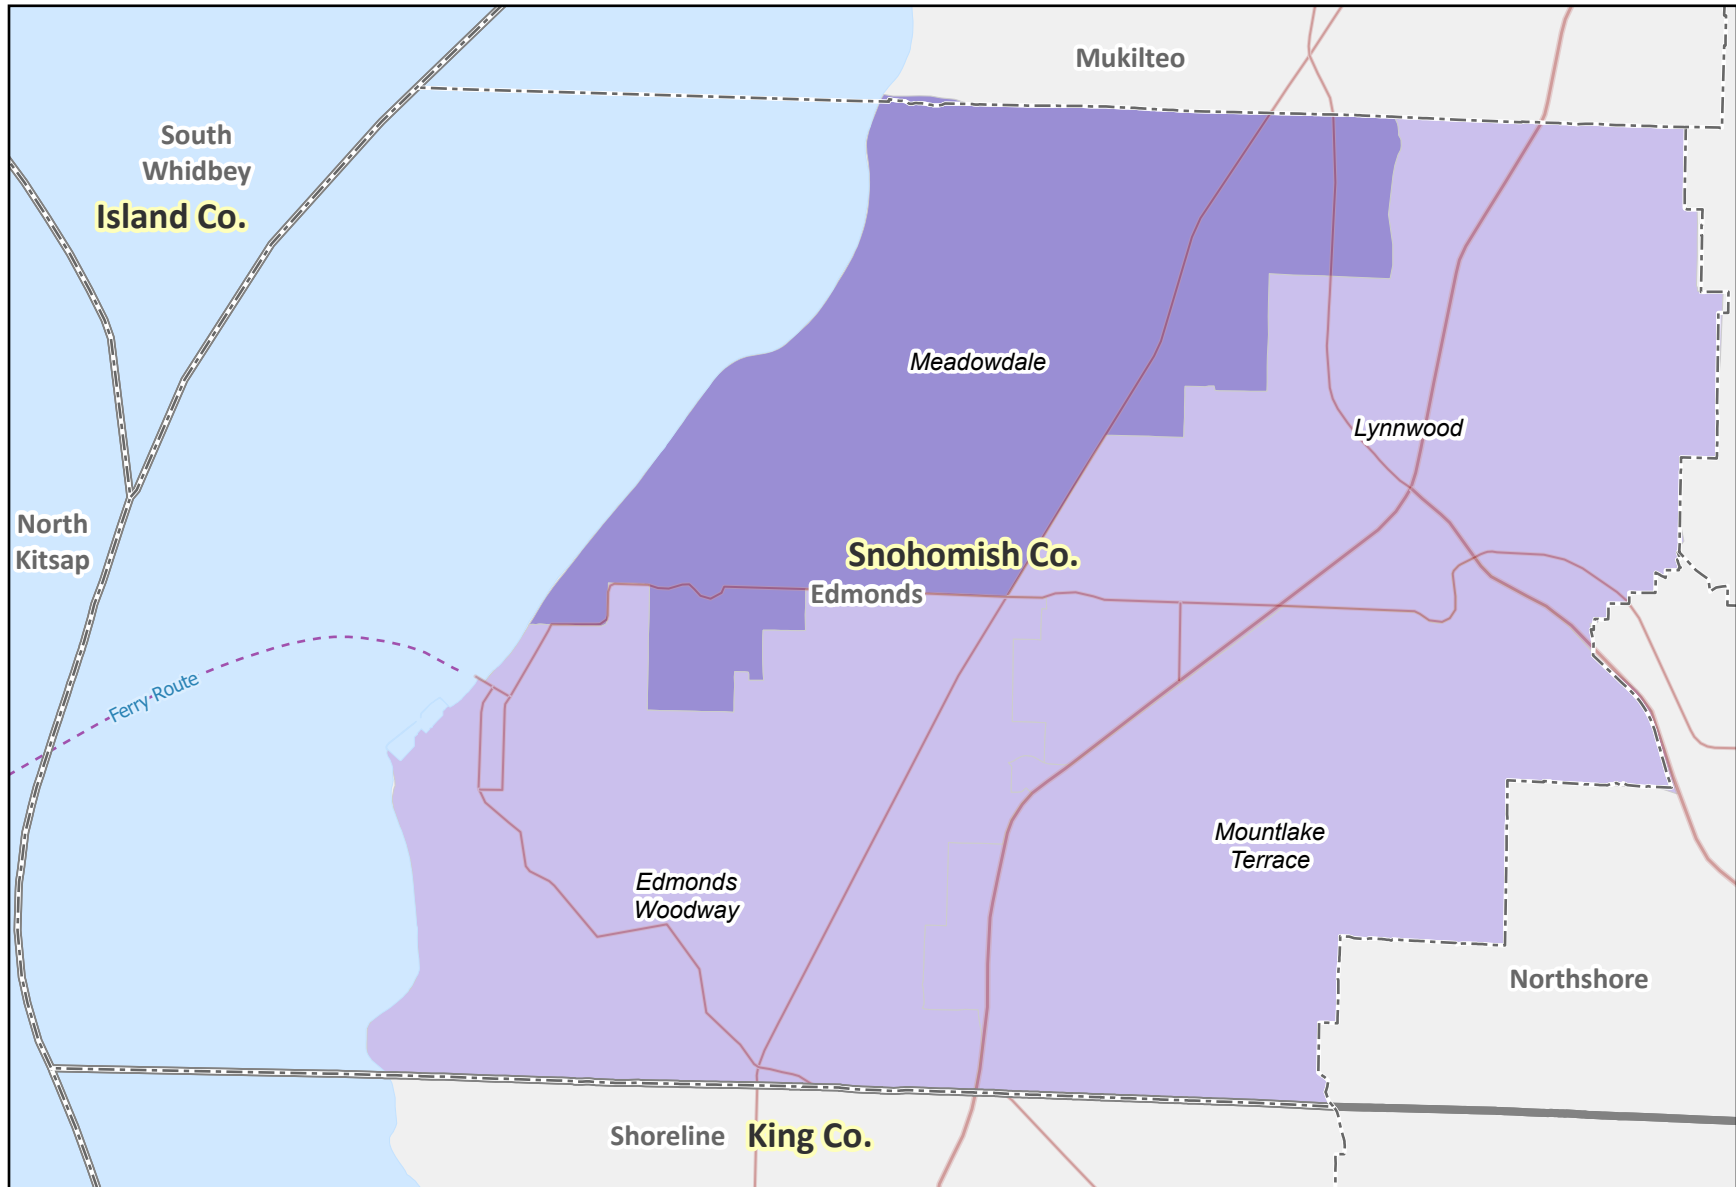 Mukilteo
South
Whidbey
Island Co.
Meadowdale
Lynnwood
North
Kitsap
Snohomish Co.
Edmonds
Ferry Route
Mountlake
Terrace
Edmonds
Woodway
Northshore
Shoreline
King Co.